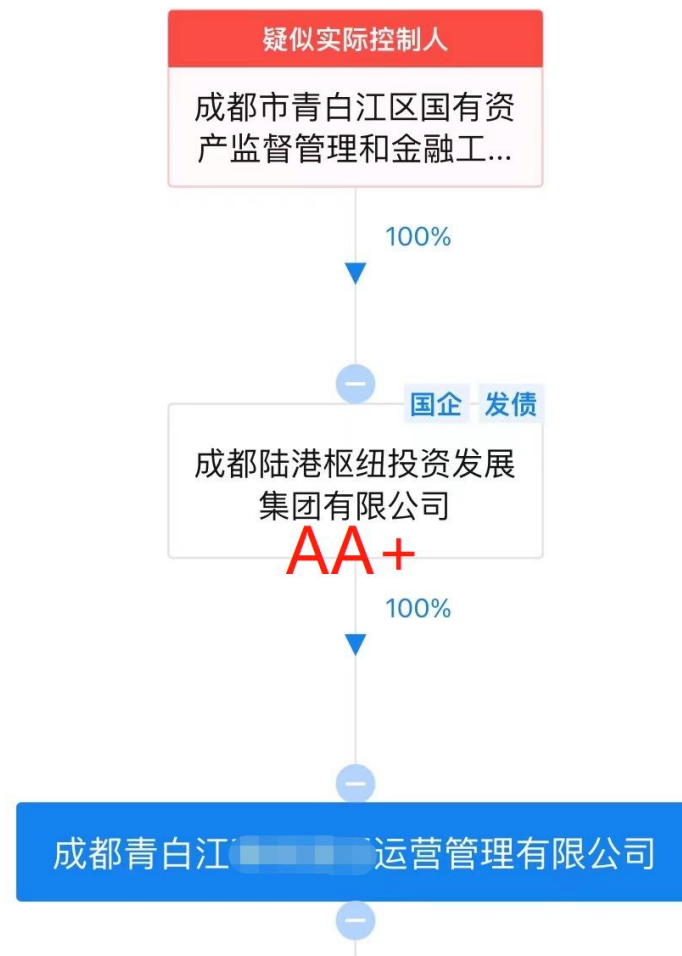 疑似实际控制人
成都市青白江区国有资
产监督管理和金融工...
100%
国企 发债
成都陆港枢纽投资发展
集团有限公司
AA+
100%
成都青白江 运营管理有限公司